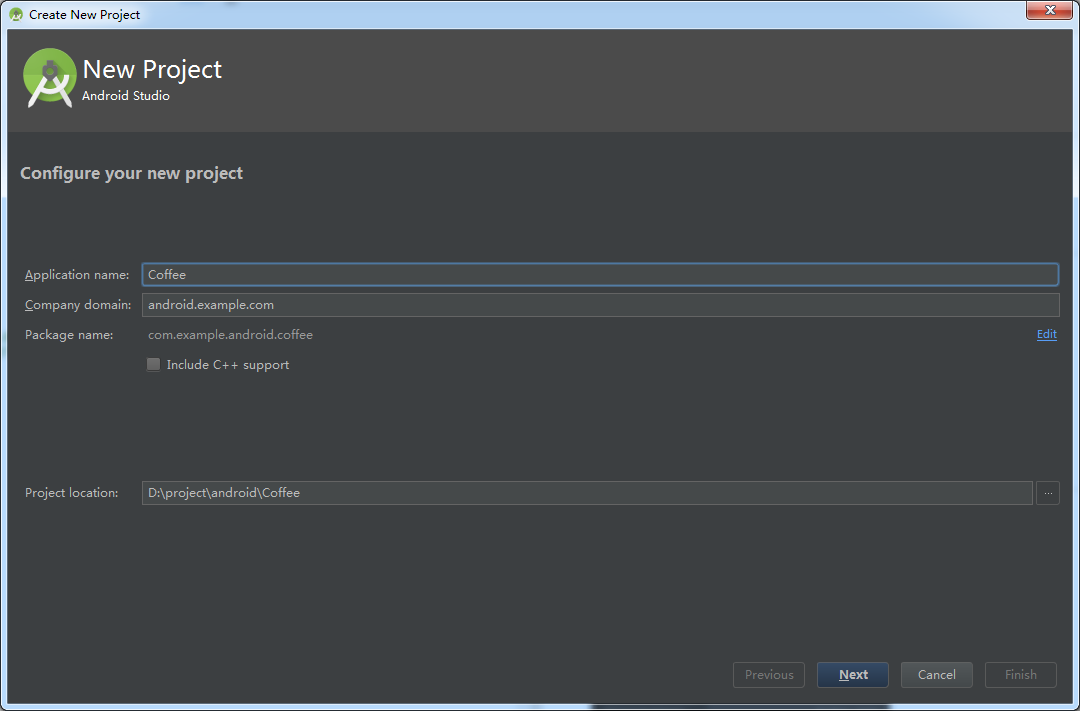 Create New Project
New Project
Android Studio
Configure your new project
Application name: Coffee
Company domain: android.example.com
Package name: com.example.android.coffee Edit
Include C++ support
Project location: D:\project\android\Coffee ...
Previous Next Cancel Finish